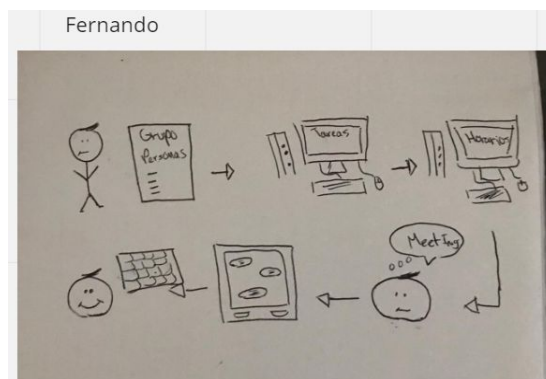 Fernando
Grupo
Personas
Tareas
Horarios
Meeting